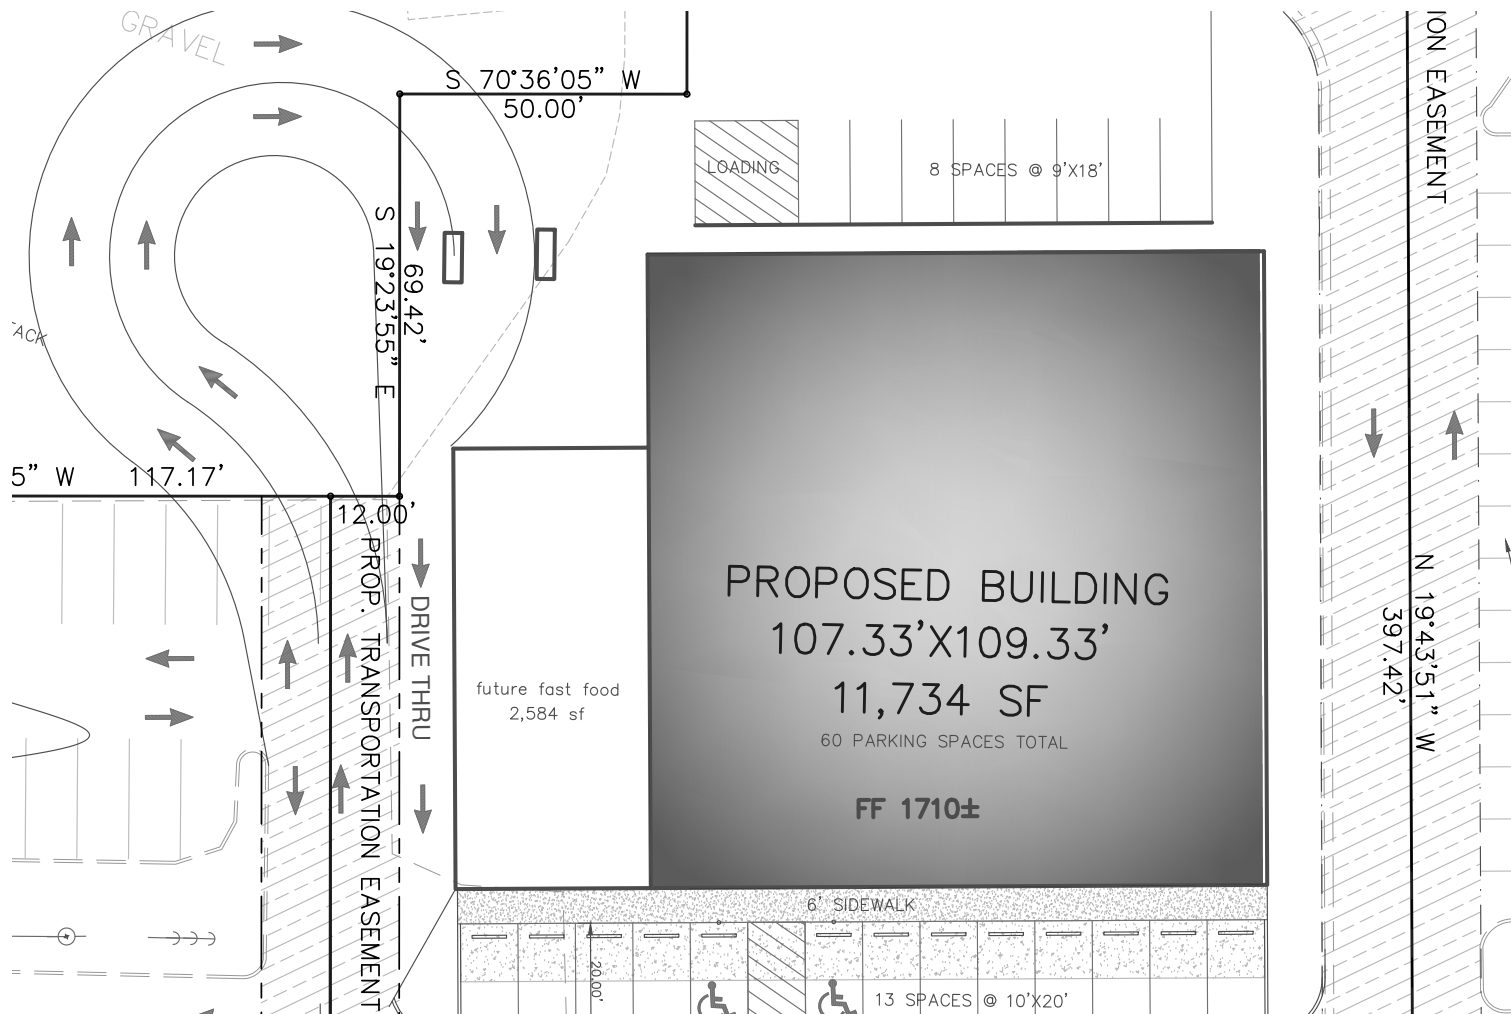 GRAVEL
S 70°36'05" W
50.00'
ION EASEMENT
LOADING
8 SPACES @ 9'X18'
S 19°23'55" E
69.42'
TACK
5" W 117.17'
12.00'
PROP. TRANSPORTATION EASEMENT
DRIVE THRU
future fast food
2,584 sf
PROPOSED BUILDING
107.33'X109.33'
11,734 SF
60 PARKING SPACES TOTAL
FF 1710±
N 19°43'51" W
397.42'
6' SIDEWALK
20.00'
13 SPACES @ 10'X20'